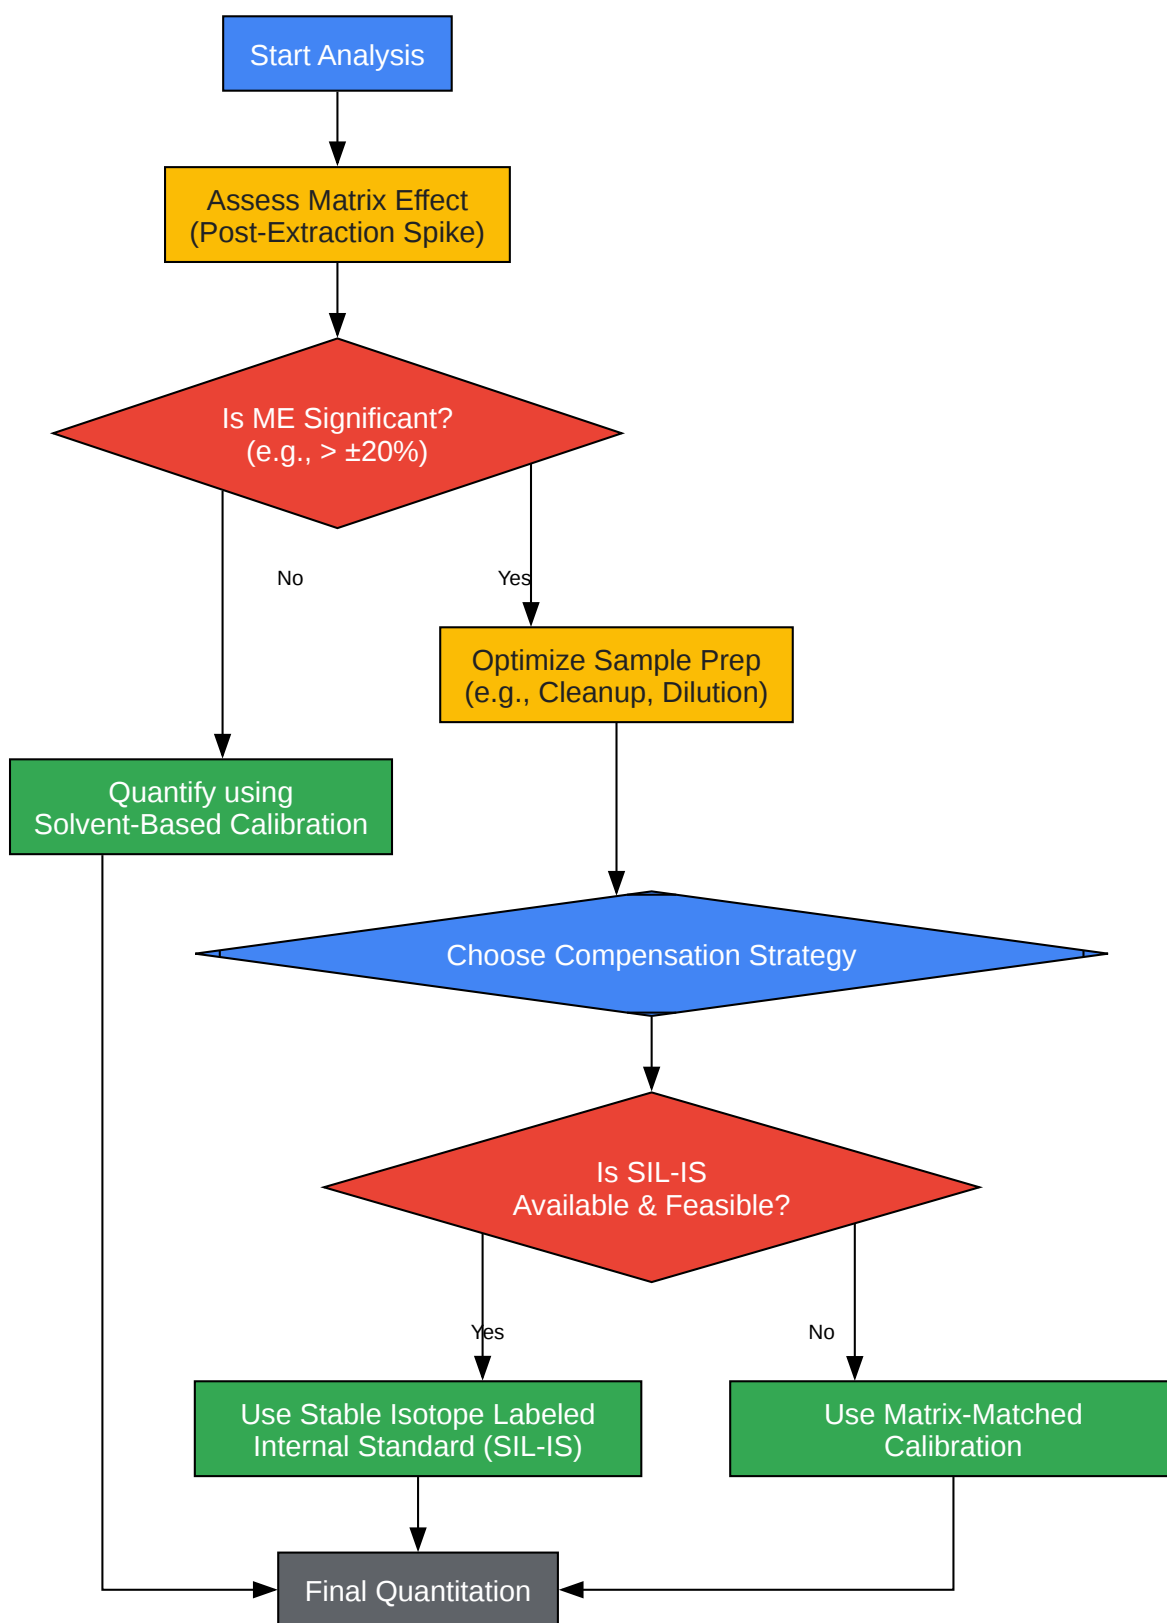 Start Analysis
Assess Matrix Effect
(Post-Extraction Spike)
Is ME Significant?
(e.g., > ±20%)
No
Yes
Optimize Sample Prep
(e.g., Cleanup, Dilution)
Quantify using
Solvent-Based Calibration
Choose Compensation Strategy
Is SIL-IS
Available & Feasible?
Yes
No
Use Stable Isotope Labeled
Internal Standard (SIL-IS)
Use Matrix-Matched
Calibration
Final Quantitation